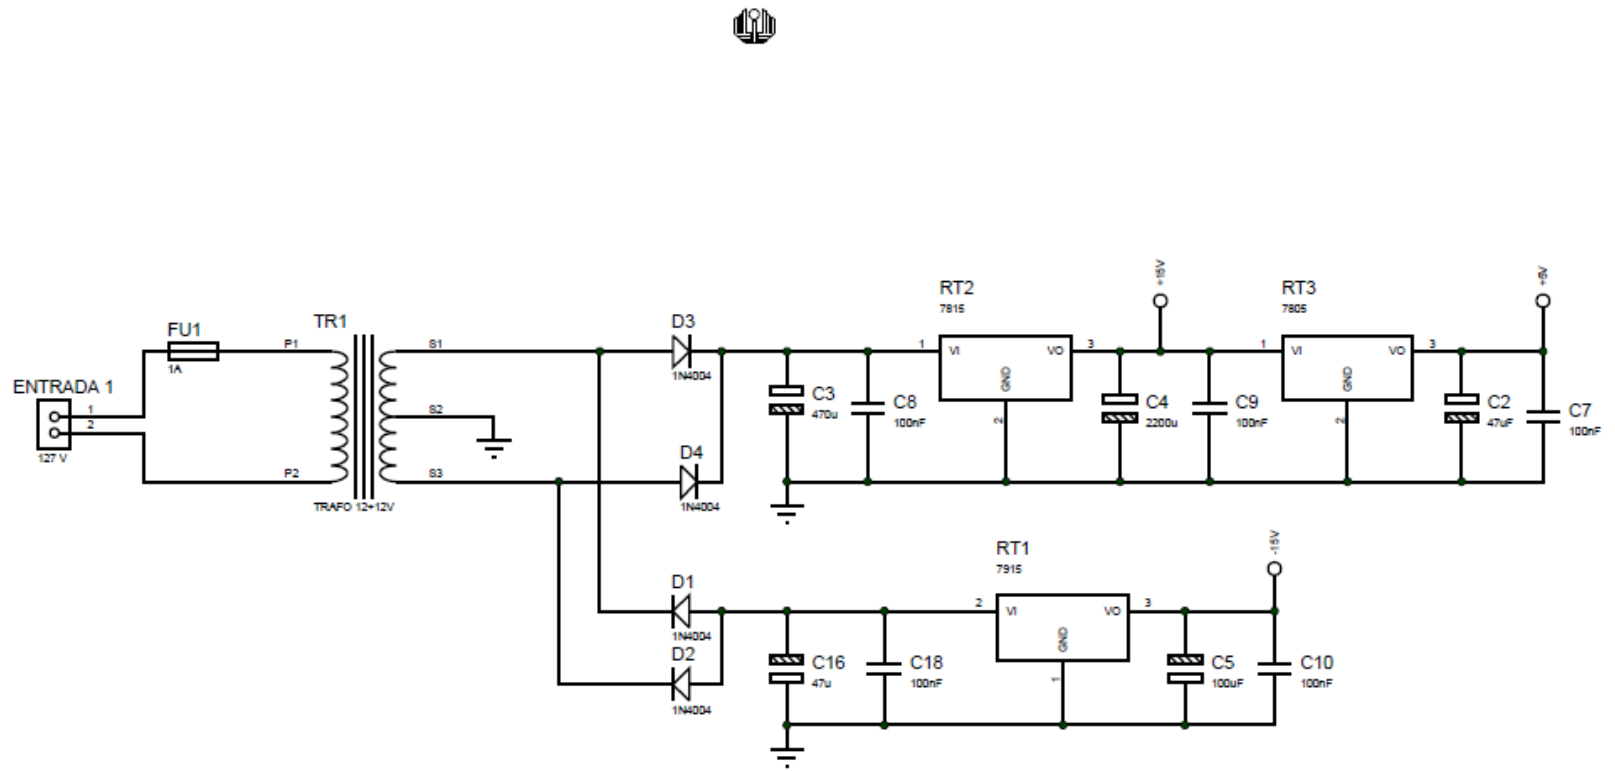 ENTRADA 1
1
2
127 V
FU1
1A
TR1
P1
P2
S1
S2
S3
TRAFO 12+12V
D3
1N4004
D4
1N4004
D1
1N4004
D2
1N4004
C3
470u
C8
100nF
RT2
7815
1
VI
VO
3
GND
2
+15V
C4
2200u
C9
100nF
RT3
7805
1
VI
VO
3
GND
2
+5V
C2
47uF
C7
100nF
C16
47u
C18
100nF
RT1
7915
2
VI
VO
3
GND
1
-15V
C5
100uF
C10
100nF